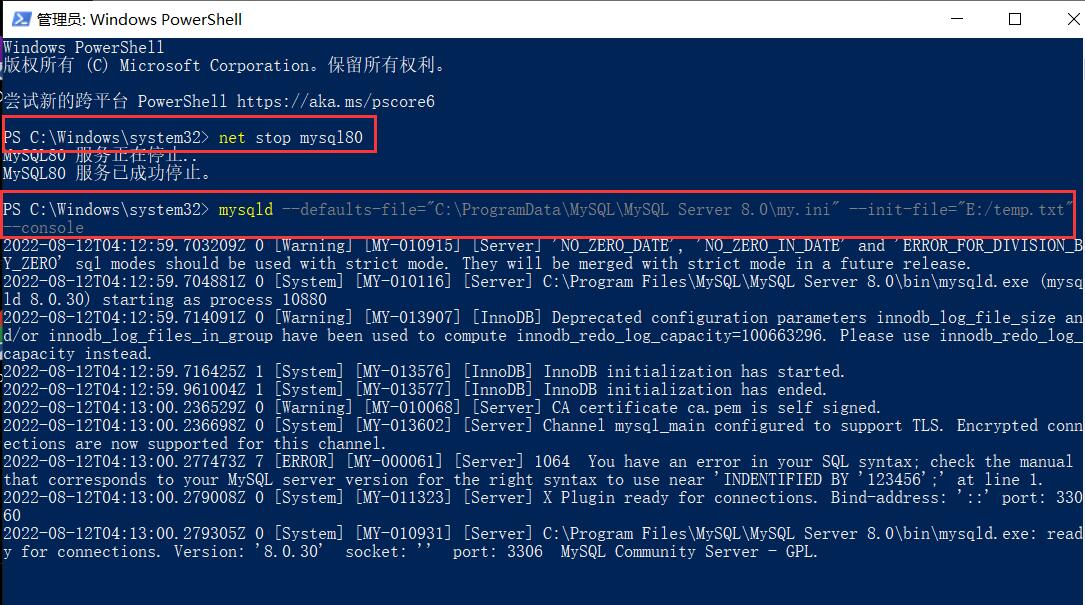 管理员: Windows PowerShell
Windows PowerShell
版权所有 (C) Microsoft Corporation。保留所有权利。
尝试新的跨平台 PowerShell https://aka.ms/pscore6
PS C:\Windows\system32> net stop mysql80
MySQL80 服务正在停止..
MySQL80 服务已成功停止。
PS C:\Windows\system32> mysqld --defaults-file="C:\ProgramData\MySQL\MySQL Server 8.0\my.ini" --init-file="E:/temp.txt"
--console
2022-08-12T04:12:59.703209Z 0 [Warning] [MY-010915] [Server] 'NO_ZERO_DATE', 'NO_ZERO_IN_DATE' and 'ERROR_FOR_DIVISION_B
Y_ZERO' sql modes should be used with strict mode. They will be merged with strict mode in a future release.
2022-08-12T04:12:59.704881Z 0 [System] [MY-010116] [Server] C:\Program Files\MySQL\MySQL Server 8.0\bin\mysqld.exe (mysq
ld 8.0.30) starting as process 10880
2022-08-12T04:12:59.714091Z 0 [Warning] [MY-013907] [InnoDB] Deprecated configuration parameters innodb_log_file_size an
d/or innodb_log_files_in_group have been used to compute innodb_redo_log_capacity=100663296. Please use innodb_redo_log_
capacity instead.
2022-08-12T04:12:59.716425Z 1 [System] [MY-013576] [InnoDB] InnoDB initialization has started.
2022-08-12T04:12:59.961004Z 1 [System] [MY-013577] [InnoDB] InnoDB initialization has ended.
2022-08-12T04:13:00.236529Z 0 [Warning] [MY-010068] [Server] CA certificate ca.pem is self signed.
2022-08-12T04:13:00.236698Z 0 [System] [MY-013602] [Server] Channel mysql_main configured to support TLS. Encrypted conn
ections are now supported for this channel.
2022-08-12T04:13:00.277473Z 7 [ERROR] [MY-000061] [Server] 1064  You have an error in your SQL syntax; check the manual
that corresponds to your MySQL server version for the right syntax to use near 'INDENTIFIED BY '123456';' at line 1.
2022-08-12T04:13:00.279008Z 0 [System] [MY-011323] [Server] X Plugin ready for connections. Bind-address: '::' port: 330
60
2022-08-12T04:13:00.279305Z 0 [System] [MY-010931] [Server] C:\Program Files\MySQL\MySQL Server 8.0\bin\mysqld.exe: read
y for connections. Version: '8.0.30'  socket: ''  port: 3306  MySQL Community Server - GPL.